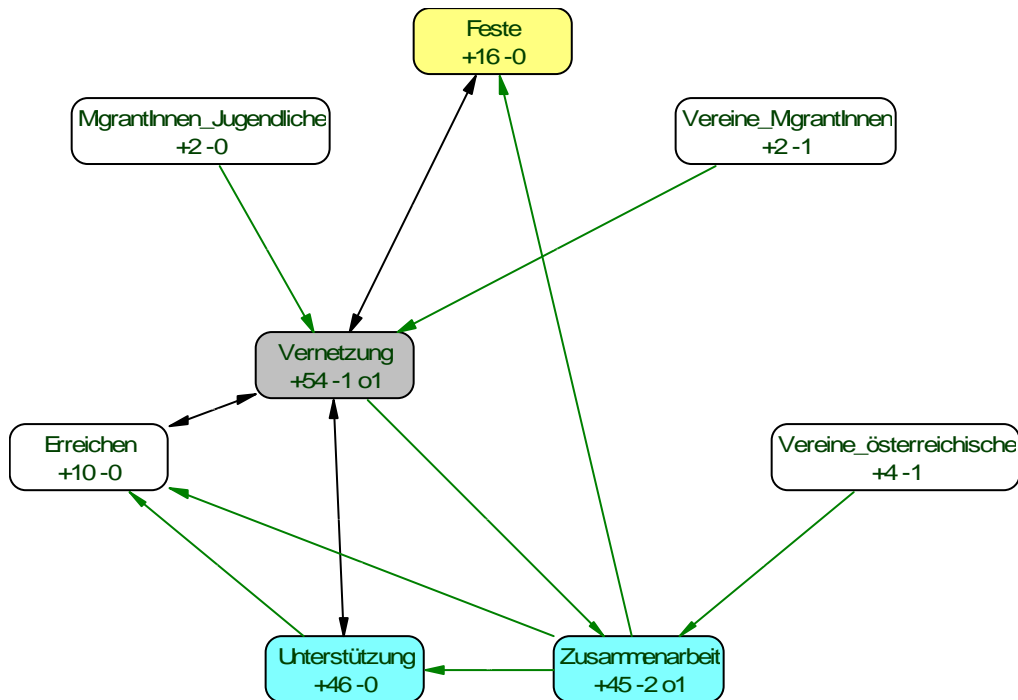 Feste
+16 -0
MgrantInnen_Jugendliche
+2 -0
Vereine_MgrantInnen
+2 -1
Vernetzung
+54 -1 o1
Erreichen
+10 -0
Vereine_österreichische
+4 -1
Unterstützung
+46 -0
Zusammenarbeit
+45 -2 o1